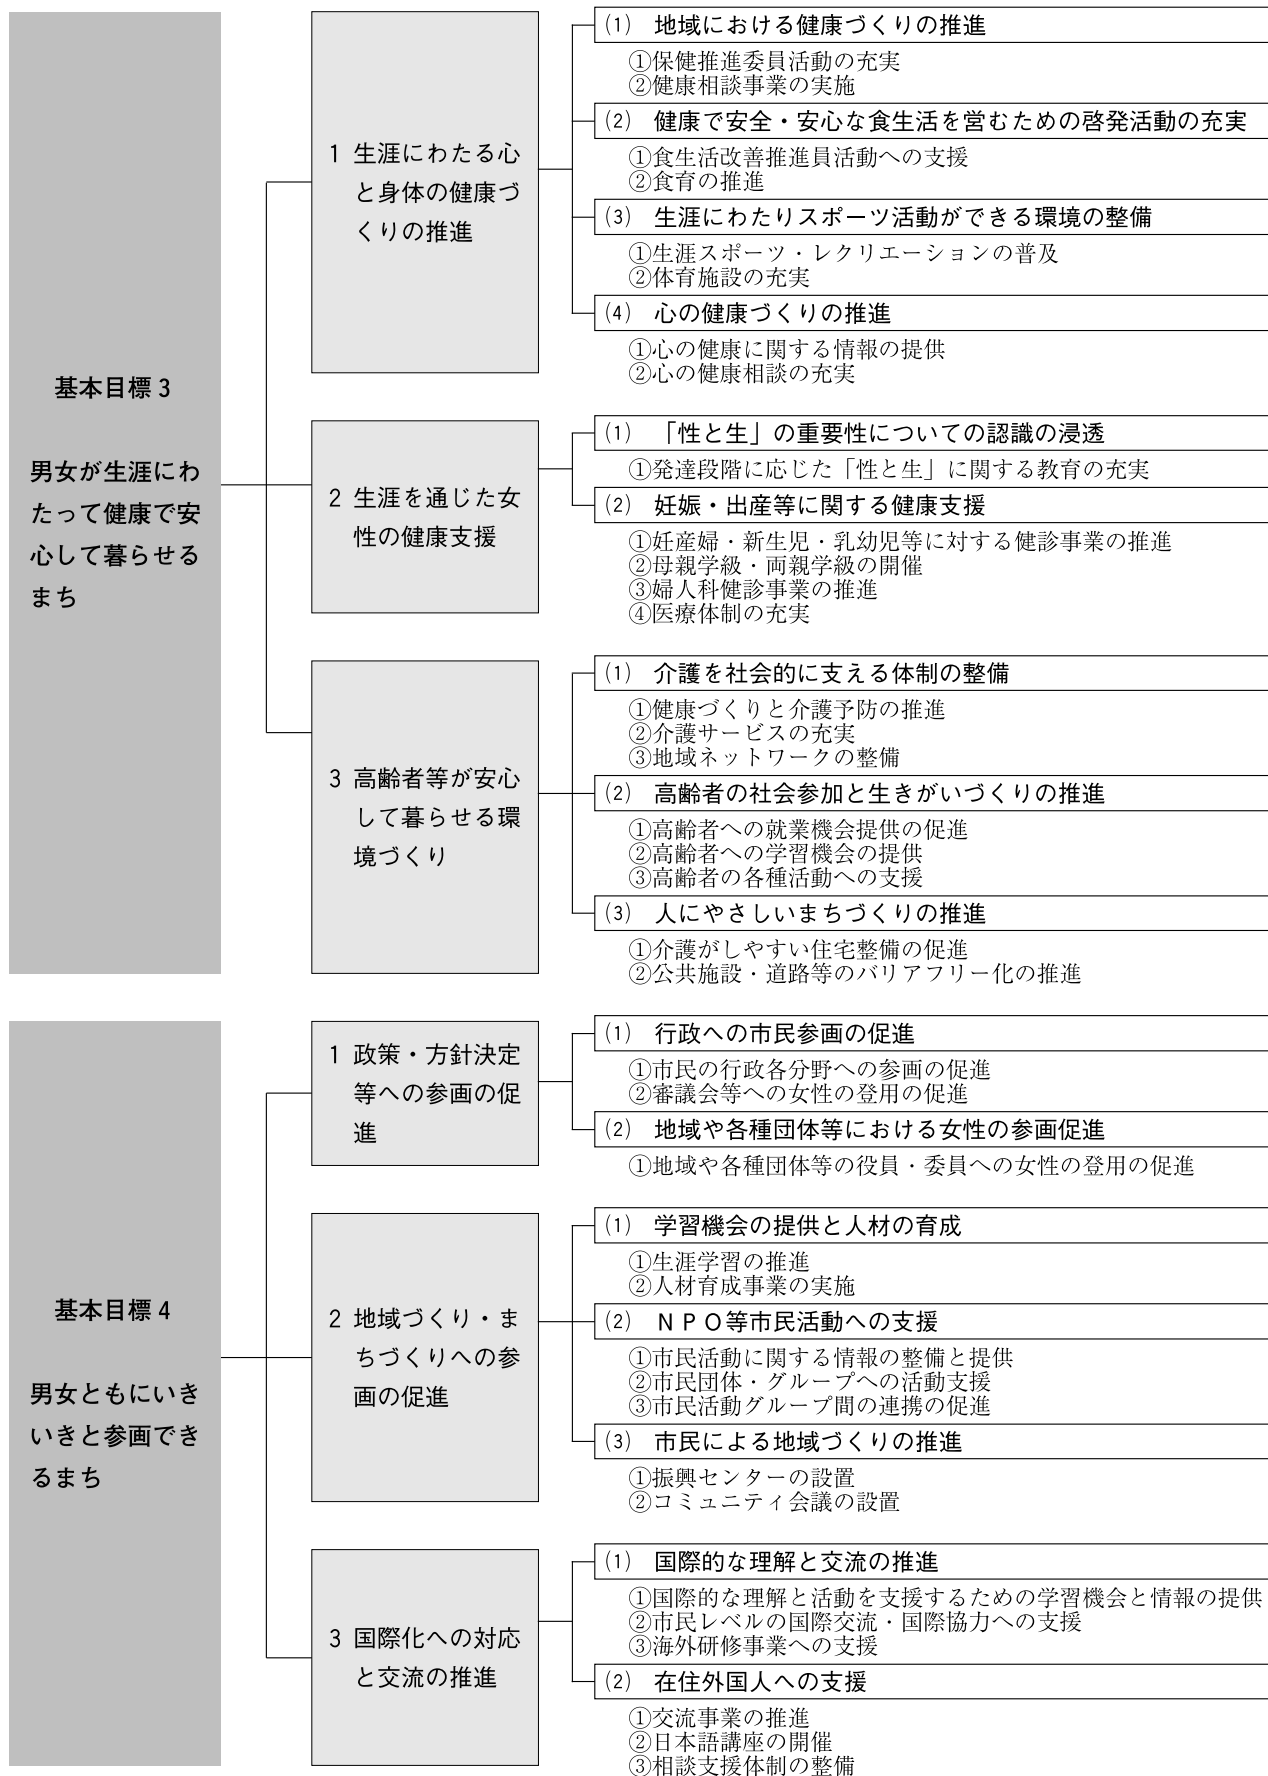 基本目標３
男女が生涯にわ
たって健康で安
心して暮らせる
まち
1 生涯にわたる心
と身体の健康づ
くりの推進
(1) 地域における健康づくりの推進
①保健推進委員活動の充実
②健康相談事業の実施
(2) 健康で安全・安心な食生活を営むための啓発活動の充実
①食生活改善推進員活動への支援
②食育の推進
(3) 生涯にわたりスポーツ活動ができる環境の整備
①生涯スポーツ・レクリエーションの普及
②体育施設の充実
(4) 心の健康づくりの推進
①心の健康に関する情報の提供
②心の健康相談の充実
2 生涯を通じた女
性の健康支援
(1) 「性と生」の重要性についての認識の浸透
①発達段階に応じた「性と生」に関する教育の充実
(2) 妊娠・出産等に関する健康支援
①妊産婦・新生児・乳幼児等に対する健診事業の推進
②母親学級・両親学級の開催
③婦人科健診事業の推進
④医療体制の充実
3 高齢者等が安心
して暮らせる環
境づくり
(1) 介護を社会的に支える体制の整備
①健康づくりと介護予防の推進
②介護サービスの充実
③地域ネットワークの整備
(2) 高齢者の社会参加と生きがいづくりの推進
①高齢者への就業機会提供の促進
②高齢者への学習機会の提供
③高齢者の各種活動への支援
(3) 人にやさしいまちづくりの推進
①介護がしやすい住宅整備の促進
②公共施設・道路等のバリアフリー化の推進
基本目標４
男女ともにいき
いきと参画でき
るまち
1 政策・方針決定
等への参画の促
進
(1) 行政への市民参画の促進
①市民の行政各分野への参画の促進
②審議会等への女性の登用の促進
(2) 地域や各種団体等における女性の参画促進
①地域や各種団体等の役員・委員への女性の登用の促進
2 地域づくり・ま
ちづくりへの参
画の促進
(1) 学習機会の提供と人材の育成
①生涯学習の推進
②人材育成事業の実施
(2) ＮＰＯ等市民活動への支援
①市民活動に関する情報の整備と提供
②市民団体・グループへの活動支援
③市民活動グループ間の連携の促進
(3) 市民による地域づくりの推進
①振興センターの設置
②コミュニティ会議の設置
3 国際化への対応
と交流の推進
(1) 国際的な理解と交流の推進
①国際的な理解と活動を支援するための学習機会と情報の提供
②市民レベルの国際交流・国際協力への支援
③海外研修事業への支援
(2) 在住外国人への支援
①交流事業の推進
②日本語講座の開催
③相談支援体制の整備